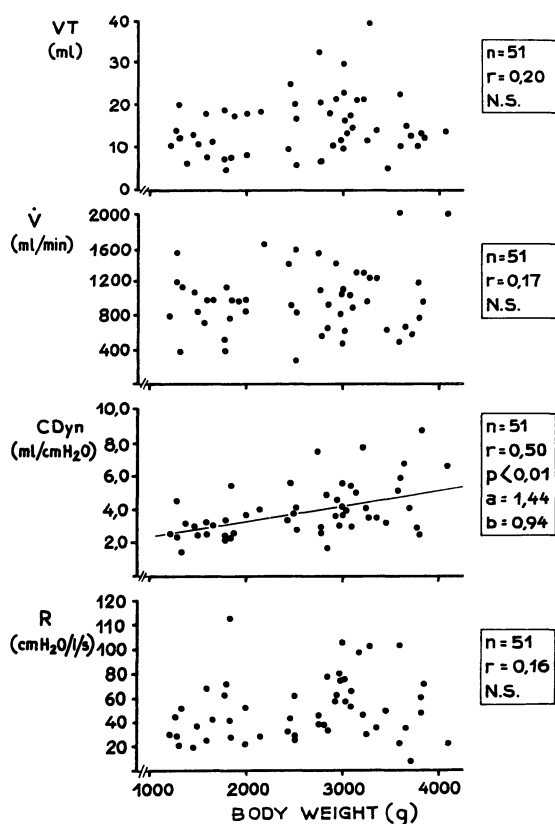 VT
(ml)
40
30
20
10
0
n=51
r=0,20
N.S.
V̇
(ml/min)
2000
1600
1200
800
400
n=51
r=0,17
N.S.
CDyn
(ml/cmH2O)
10,0
8,0
6,0
4,0
2,0
n=51
r=0,50
p<0,01
a=1,44
b=0,94
R
(cmH2O/l/s)
120
100
80
60
40
20
n=51
r=0,16
N.S.
1000 2000 3000 4000
BODY WEIGHT (g)